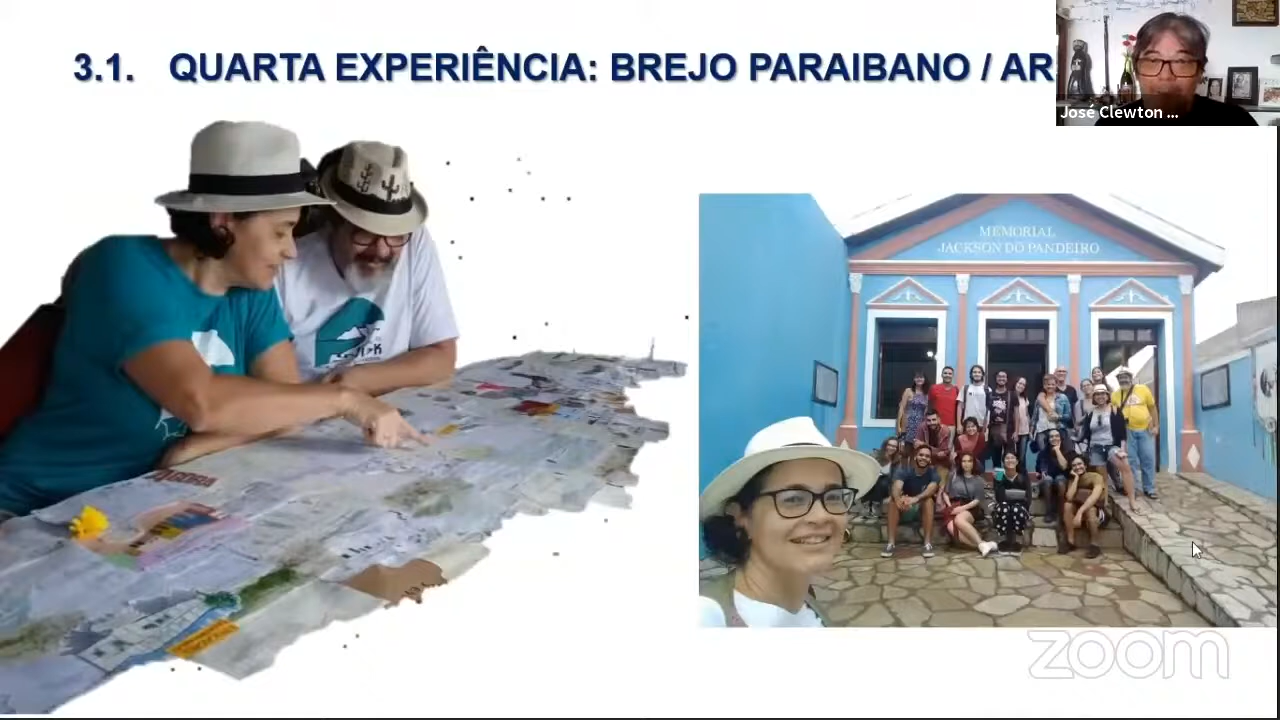 3.1. QUARTA EXPERIÊNCIA: BREJO PARAIBANO / AR
José Clewton ...
MEMORIAL
JACKSON DO PANDEIRO
zoom